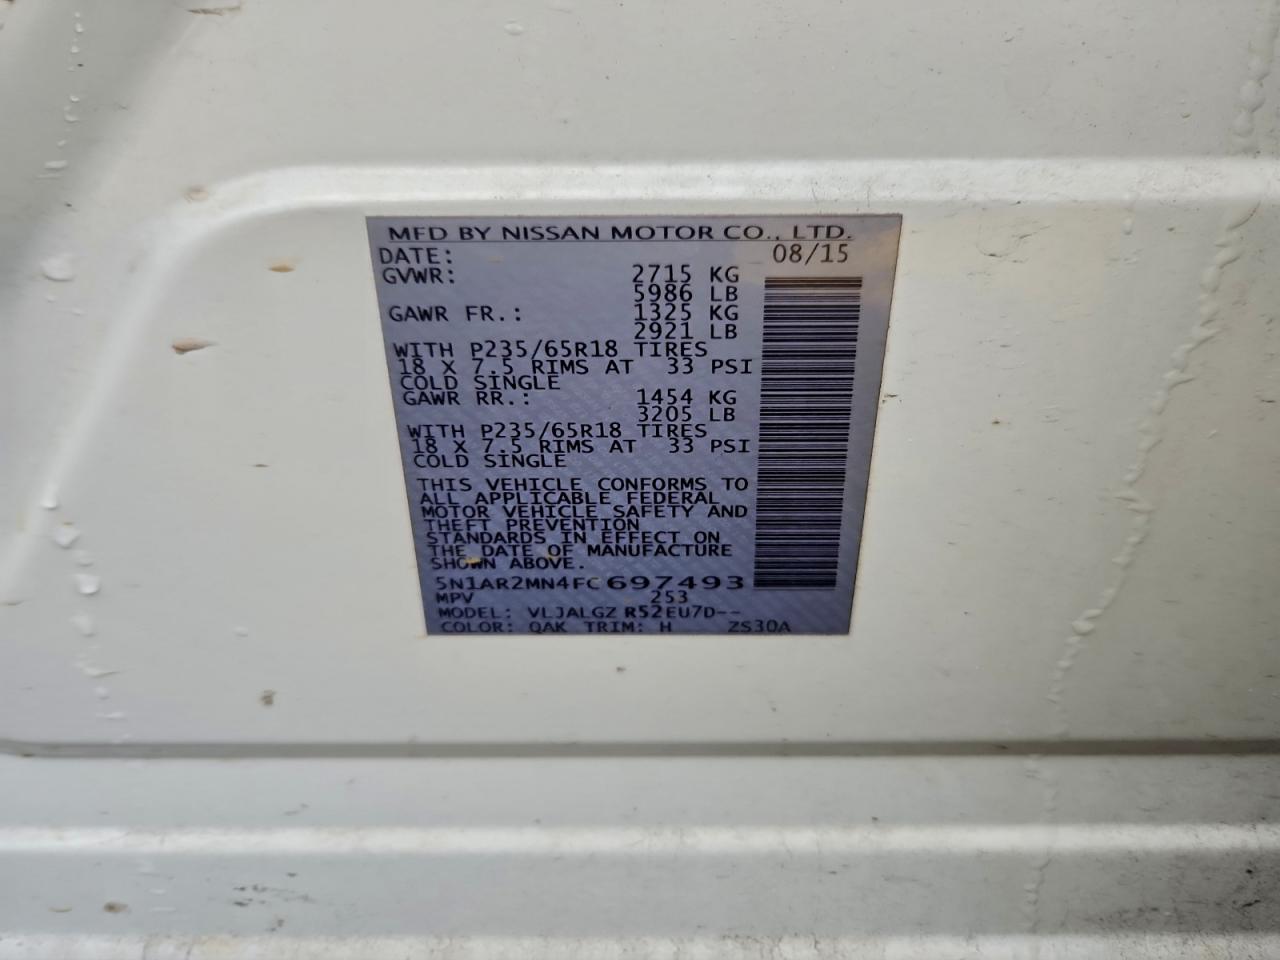 MFD BY NISSAN MOTOR CO., LTD.
DATE: 08/15
GVWR: 2715 KG
5986 LB
GAWR FR.: 1325 KG
2921 LB
WITH P235/65R18 TIRES
18 X 7.5 RIMS AT 33 PSI
COLD SINGLE
GAWR RR.: 1454 KG
3205 LB
WITH P235/65R18 TIRES
18 X 7.5 RIMS AT 33 PSI
COLD SINGLE
THIS VEHICLE CONFORMS TO
ALL APPLICABLE FEDERAL
MOTOR VEHICLE SAFETY AND
THEFT PREVENTION
STANDARDS IN EFFECT ON
THE DATE OF MANUFACTURE
SHOWN ABOVE.
5N1AR2MN4FC697493
MPV 253
MODEL: VLJALGZ R52EU7D--
COLOR: QAK TRIM: H ZS30A